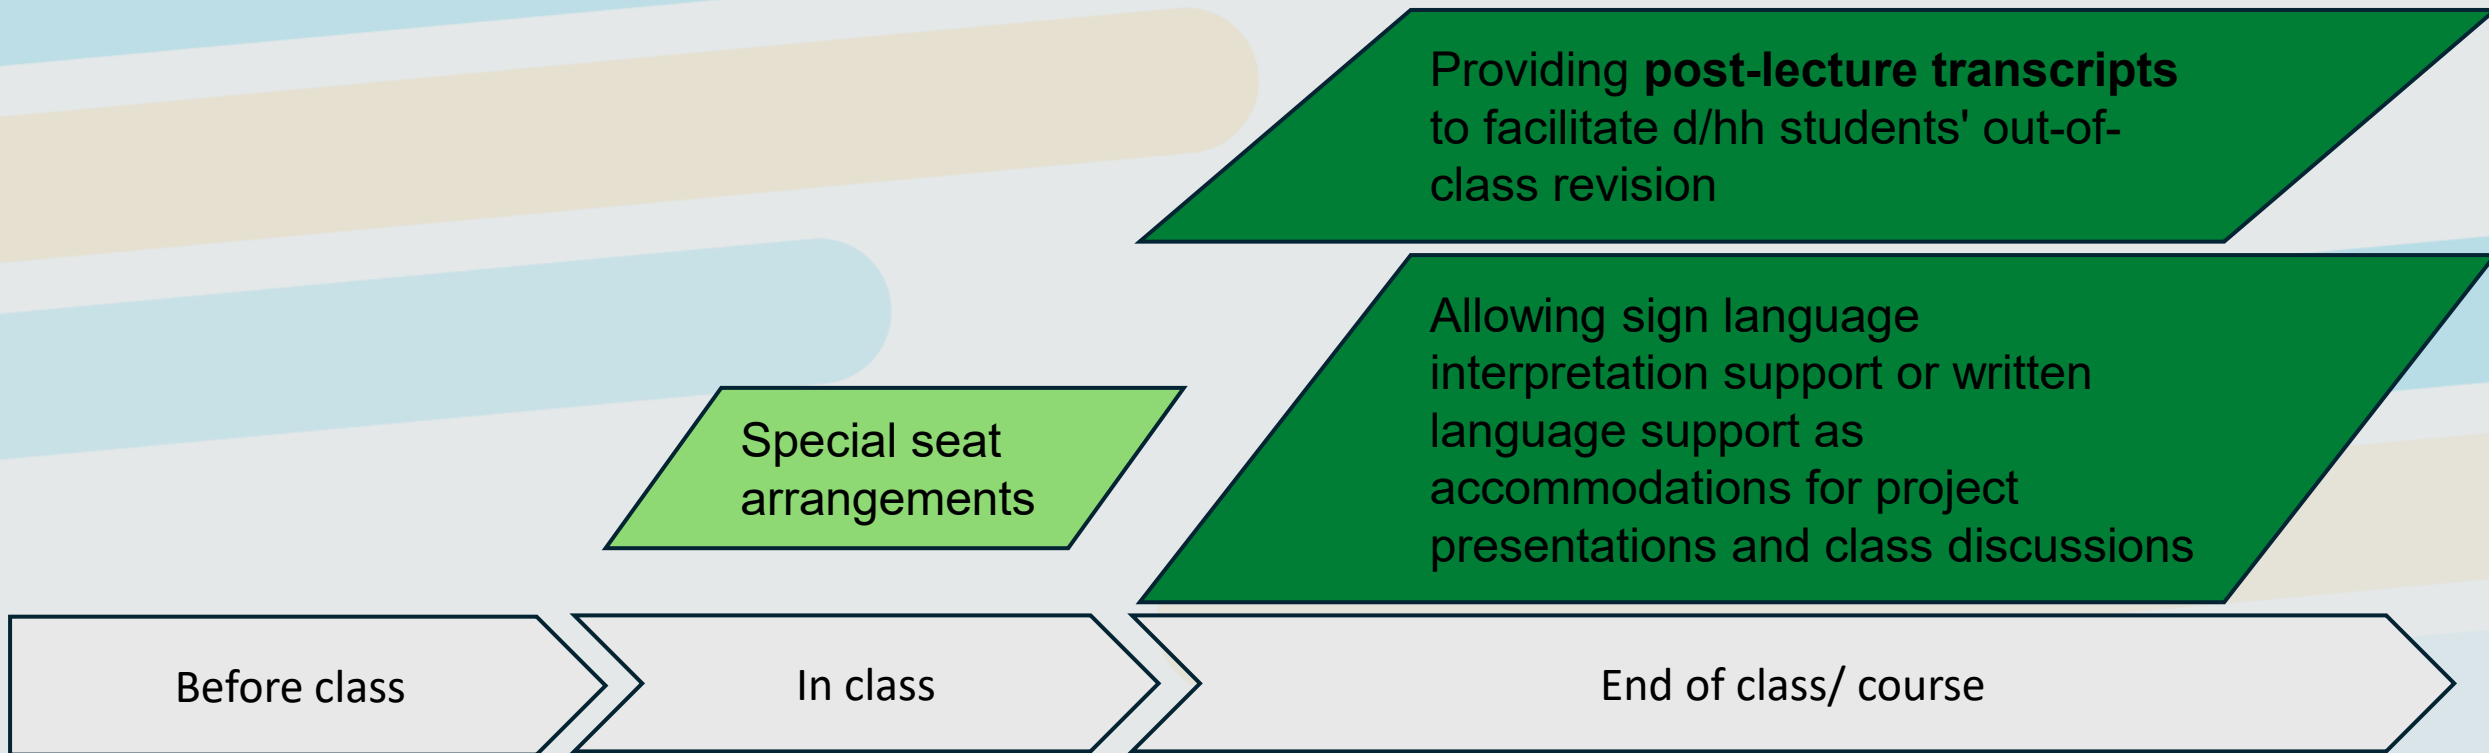 Providing post-lecture transcripts
to facilitate d/hh students' out-of-
class revision
Allowing sign language
interpretation support or written
language support as
accommodations for project
presentations and class discussions
Special seat
arrangements
Before class
In class
End of class/ course